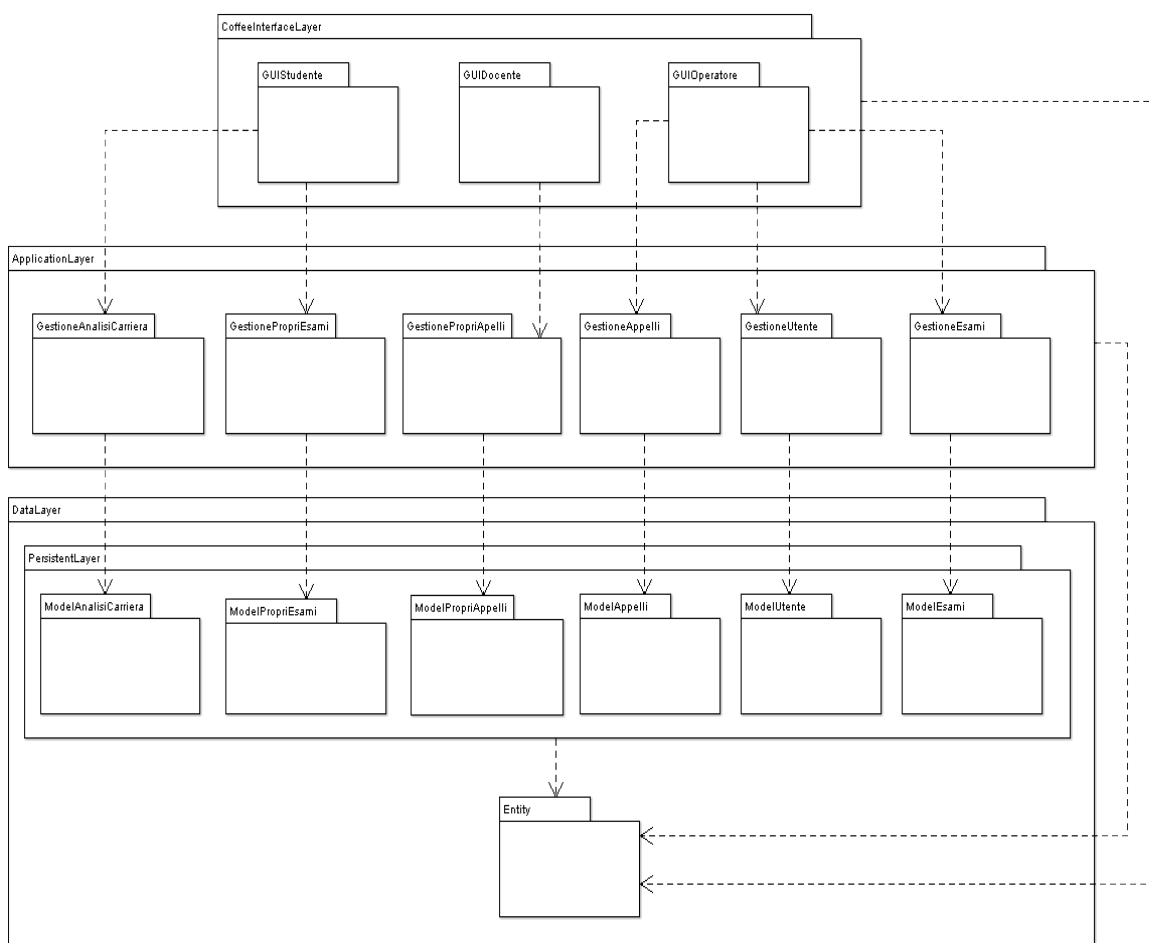 CoffeeInterfaceLayer
GUIStudente
GUIDocente
GUIOperatore
ApplicationLayer
GestioneAnalisiCarriera
GestionePropriEsami
GestionePropriApelli
GestioneAppelli
GestioneUtente
GestioneEsami
DataLayer
PersistentLayer
ModelAnalisiCarriera
ModelPropriEsami
ModelPropriAppelli
ModelAppelli
ModelUtente
ModelEsami
Entity